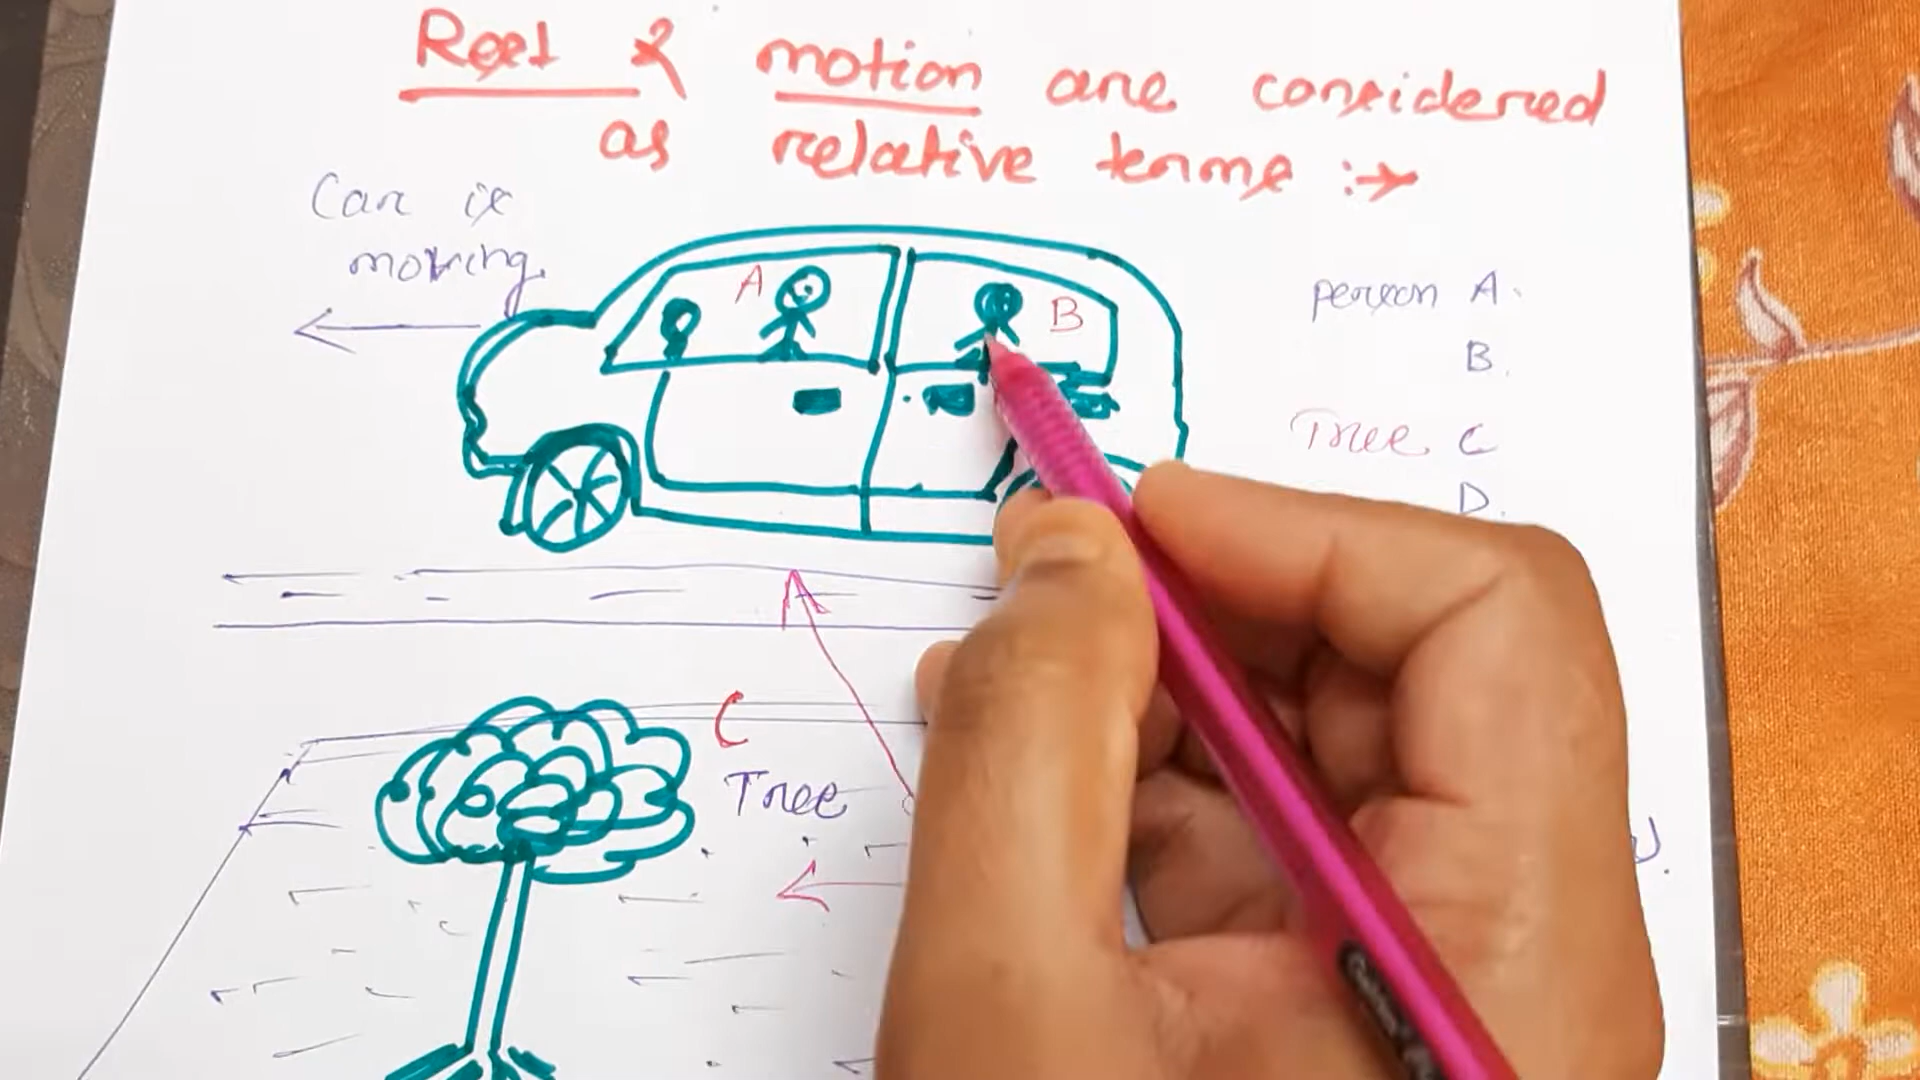 Rest & motion are considered
as relative terms :→
Car is
moving
A
B
person A.
B.
Tree C
D.
C
Tree